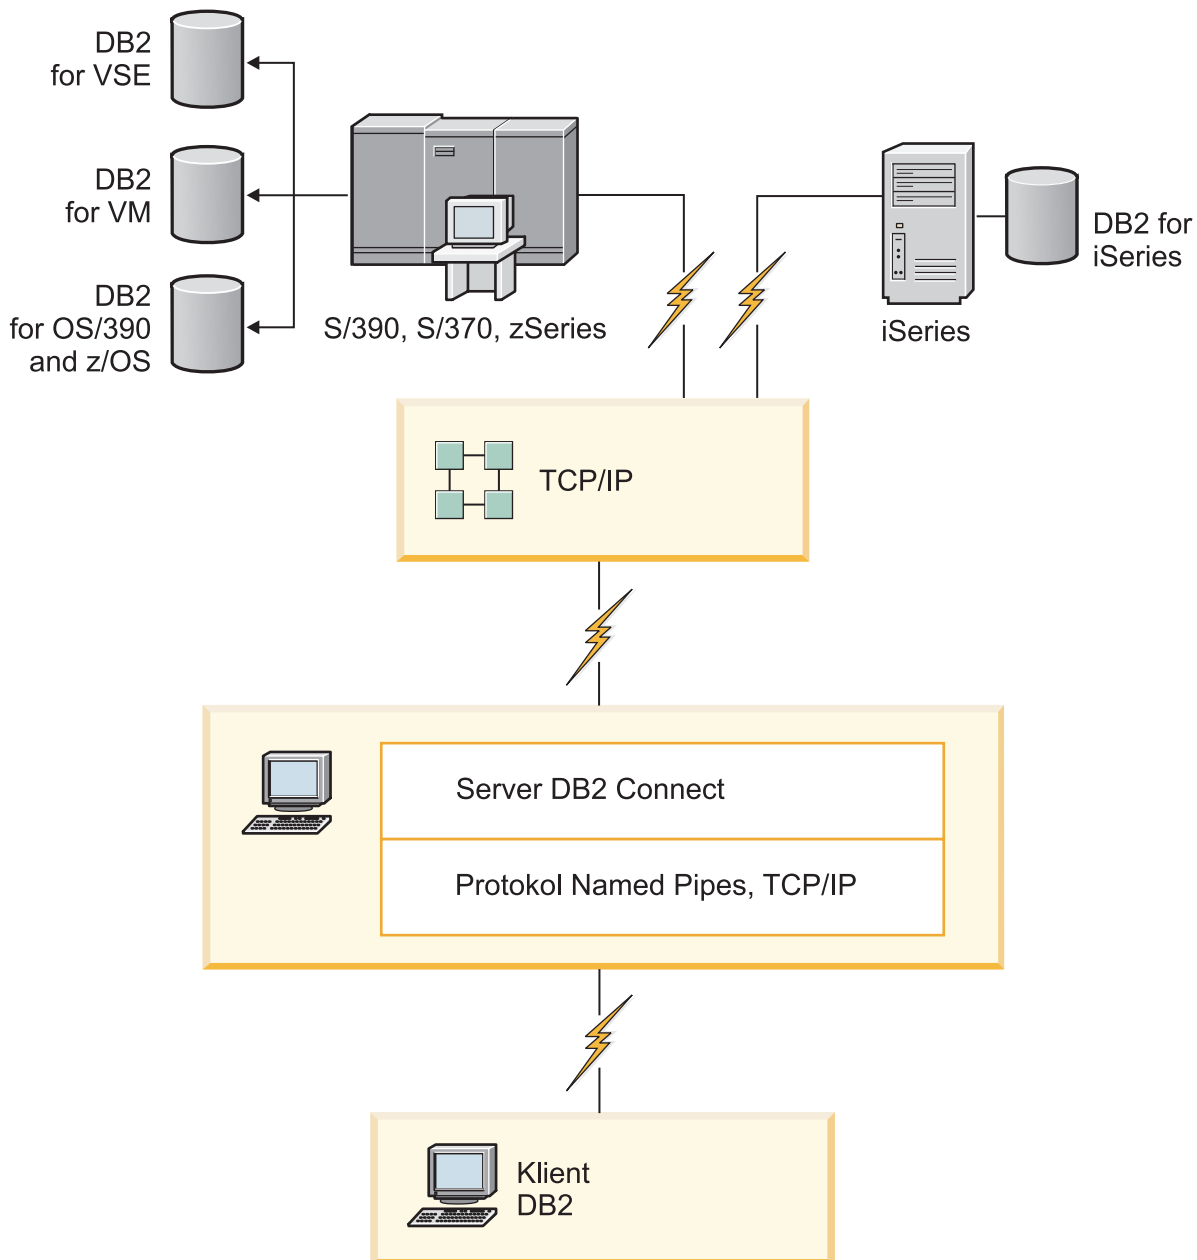 DB2
for VSE
DB2
for VM
DB2
for OS/390
and z/OS
S/390, S/370, zSeries
iSeries
DB2 for
iSeries
TCP/IP
Server DB2 Connect
Protokol Named Pipes, TCP/IP
Klient
DB2